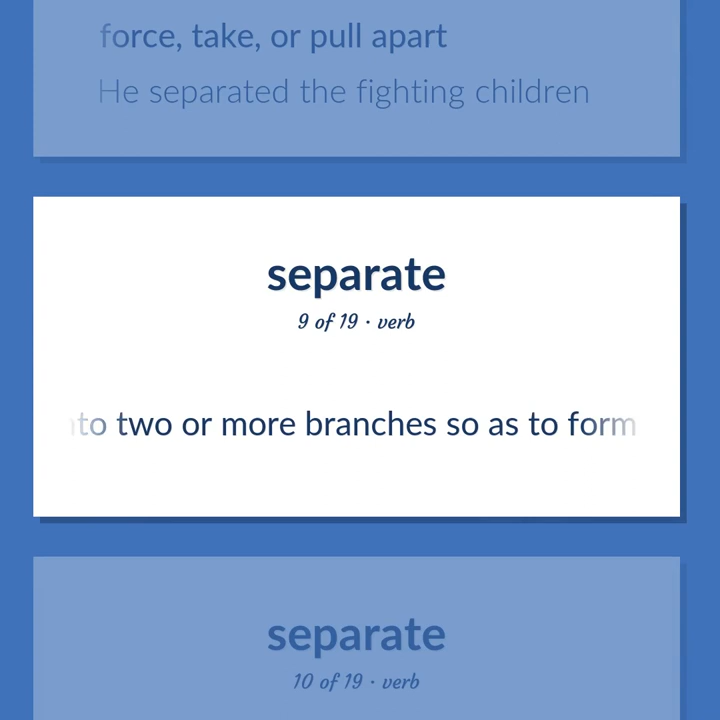 force, take, or pull apart
He separated the fighting children
separate
9 of 19 · verb
two or more branches so as to form
separate
10 of 19 · verb